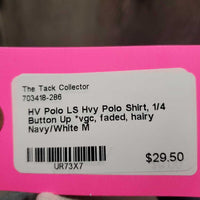 The Tack Collector
703418-286
HV Polo LS Hvy Polo Shirt, 1/4
Button Up *vgc, faded, hairy
Navy/White M
UR73X7
$29.50